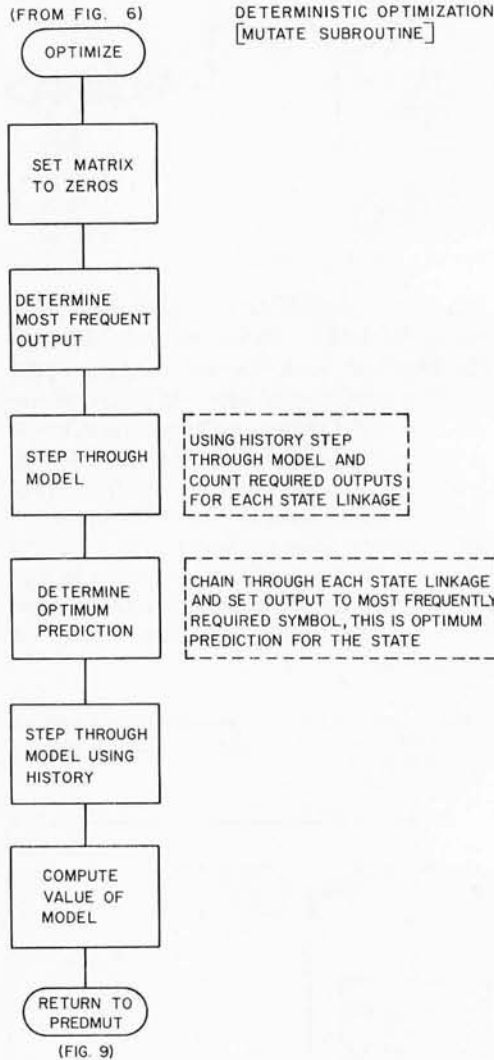 (FROM FIG. 6)
DETERMINISTIC OPTIMIZATION
[MUTATE SUBROUTINE]
OPTIMIZE
SET MATRIX
TO ZEROS
DETERMINE
MOST FREQUENT
OUTPUT
STEP THROUGH
MODEL
USING HISTORY STEP
THROUGH MODEL AND
COUNT REQUIRED OUTPUTS
FOR EACH STATE LINKAGE
DETERMINE
OPTIMUM
PREDICTION
CHAIN THROUGH EACH STATE LINKAGE
AND SET OUTPUT TO MOST FREQUENTLY
REQUIRED SYMBOL, THIS IS OPTIMUM
PREDICTION FOR THE STATE
STEP THROUGH
MODEL USING
HISTORY
COMPUTE
VALUE OF
MODEL
RETURN TO
PREDMUT
(FIG. 9)